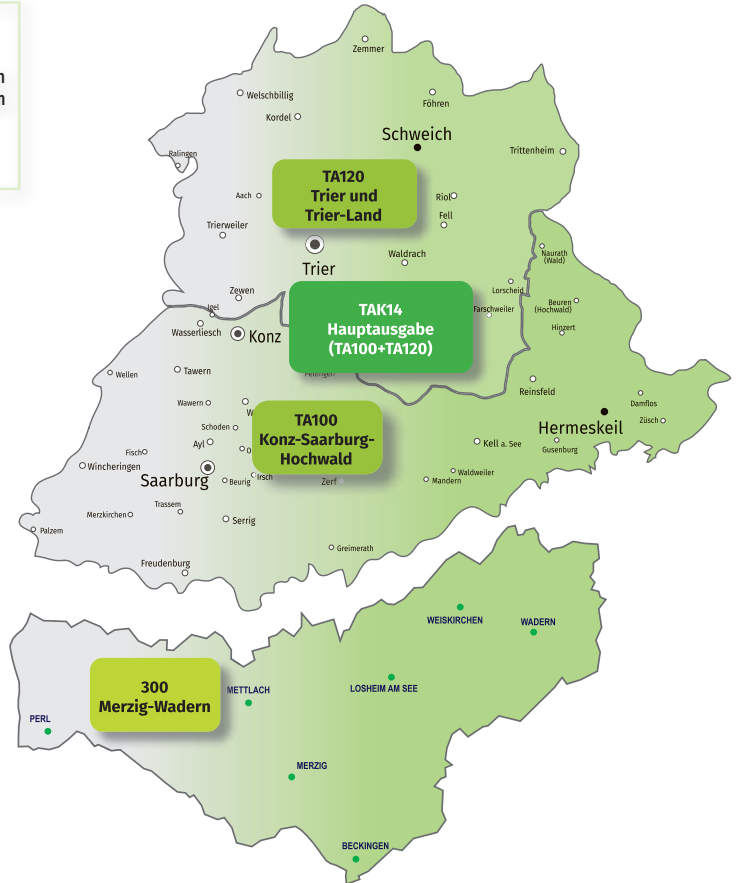 Zemmer
Welschbillig
Föhren
Kordel
Schweich
Trittenheim
Ralingen
TA120
Trier und
Trier-Land
Aach
Riol
Fell
Trierweiler
Trier
Waldrach
Naurath
(Wald)
Zewen
Lorscheid
Igel
TAK14
Hauptausgabe
(TA100+TA120)
Farschweiler
Beuren
(Hochwald)
Hinzert
Wasserliesch
Konz
Wellen
Tawern
Pellingen
Reinsfeld
Damflos
Wawern
W
TA100
Konz-Saarburg-
Hochwald
Hermeskeil
Züsch
Schoden
Ayl
O
Kell a. See
Gusenburg
Fisch
Wincheringen
Saarburg
Beurig
Irsch
Zerf
Waldweiler
Mandern
Trassem
Merzkirchen
Serrig
Palzem
Greimerath
Freudenburg
WEISKIRCHEN
WADERN
300
Merzig-Wadern
METTLACH
LOSHEIM AM SEE
PERL
MERZIG
BECKINGEN